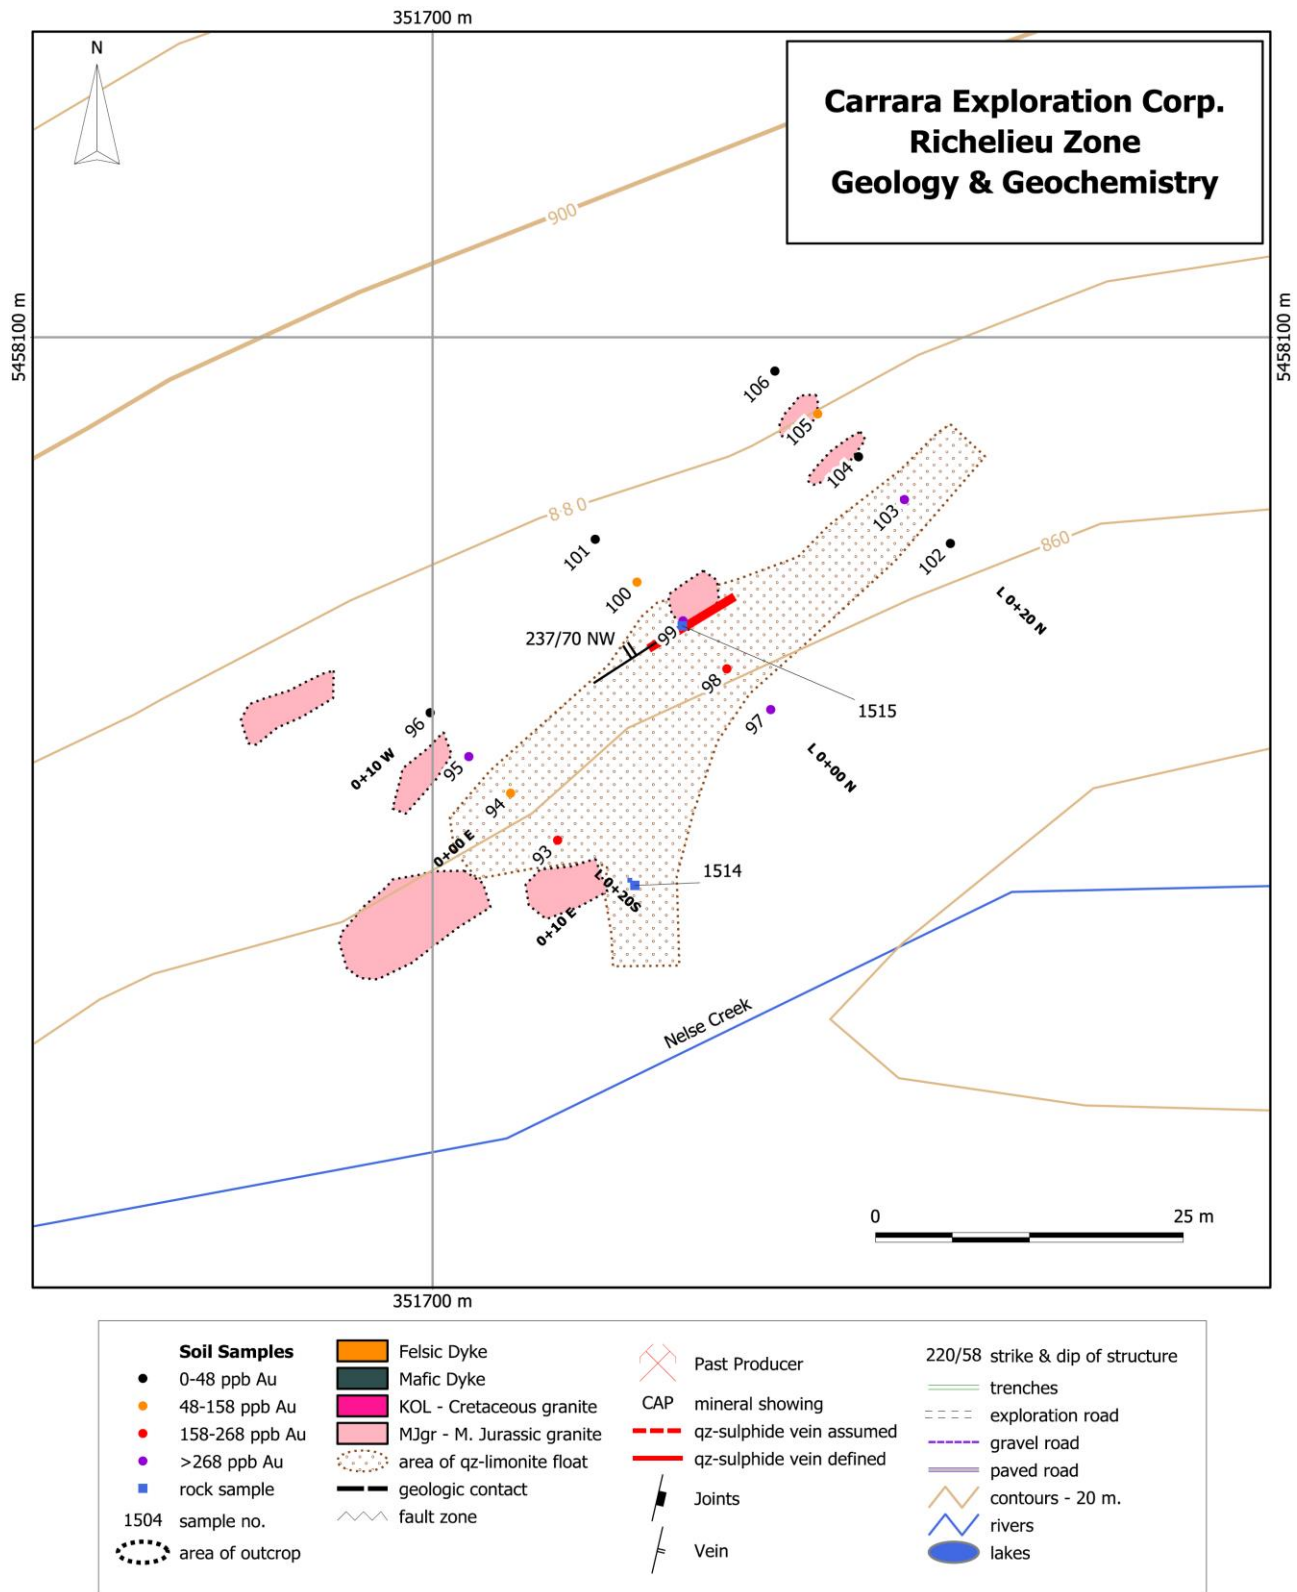 351700 m
N
Carrara Exploration Corp.
Richelieu Zone
Geology & Geochemistry
900
5458100 m
5458100 m
106
105
104
880
103
101
102
860
100
L 0+20 N
237/70 NW
99
98
1515
97
96
0+10 W
95
L 0+00 N
94
0+00 E
93
1514
L 0+20S
0+10 E
Nelse Creek
0 25 m
351700 m
Soil Samples
0-48 ppb Au
48-158 ppb Au
158-268 ppb Au
>268 ppb Au
rock sample
1504 sample no.
area of outcrop
Felsic Dyke
Mafic Dyke
KOL - Cretaceous granite
MJgr - M. Jurassic granite
area of qz-limonite float
geologic contact
fault zone
Past Producer
CAP mineral showing
qz-sulphide vein assumed
qz-sulphide vein defined
Joints
Vein
220/58 strike & dip of structure
trenches
exploration road
gravel road
paved road
contours - 20 m.
rivers
lakes